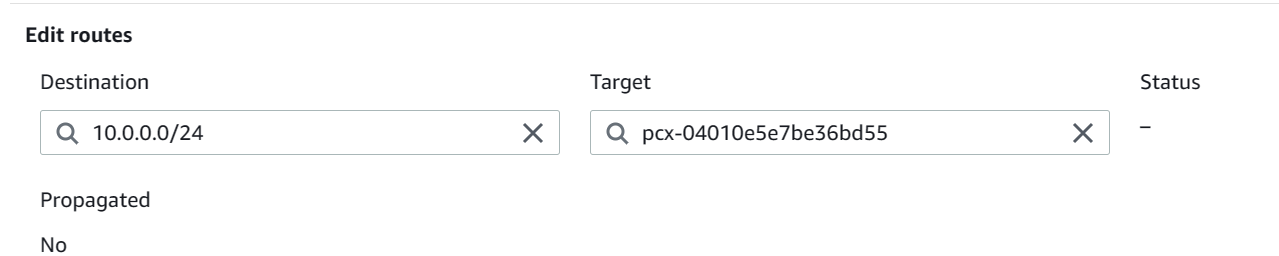 Edit routes
Destination
Target
Status
10.0.0.0/24
pcx-04010e5e7be36bd55
–
Propagated
No